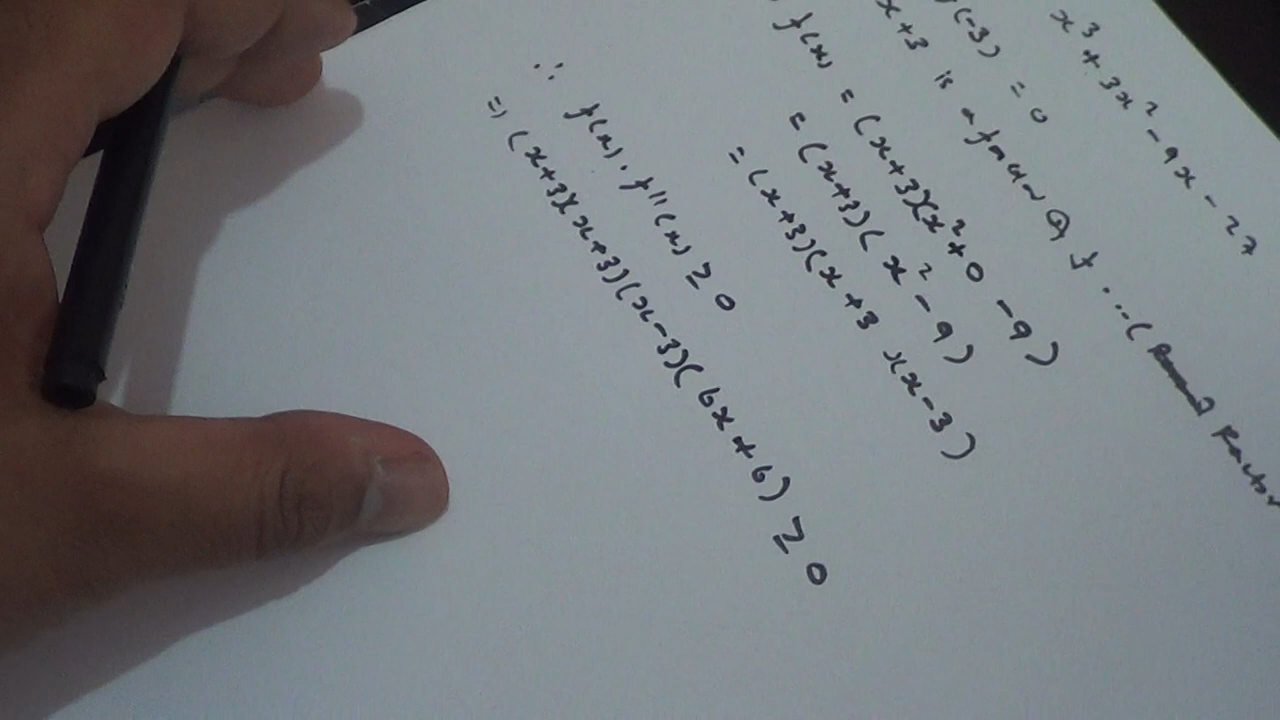 x³ + 3x² - 9x - 27
(-3) = 0
x+3 is a factor of f ... ( Factor
f(x) = (x+3)(x² + 0 - 9)
= (x+3)(x² - 9)
= (x+3)(x+3)(x-3)
∴ f(x). f''(x) ≥ 0
⇒ (x+3)(x+3)(x-3)(6x+6) ≥ 0